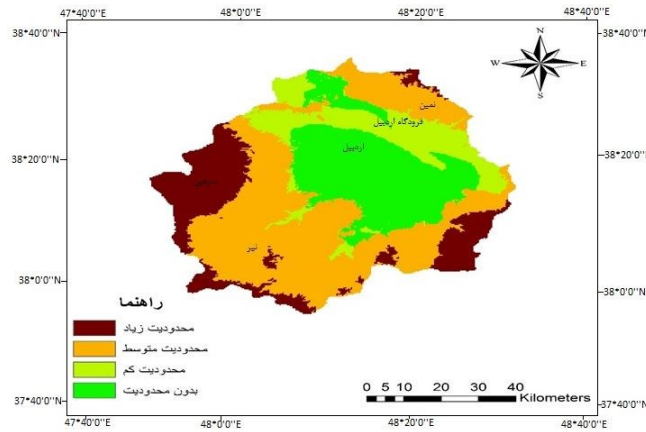 47°40'0"E 48°0'0"E 48°20'0"E 48°40'0"E
38°40'0"N 38°40'0"N
N
W E
S
نمین
فرودگاه اردبیل
اردبیل
38°20'0"N 38°20'0"N
نیر
38°0'0"N 38°0'0"N
راهنما
محدودیت زیاد
محدودیت متوسط
محدودیت کم
بدون محدودیت
0 5 10 20 30 40
Kilometers
37°40'0"N 37°40'0"N
47°40'0"E 48°0'0"E 48°20'0"E 48°40'0"E